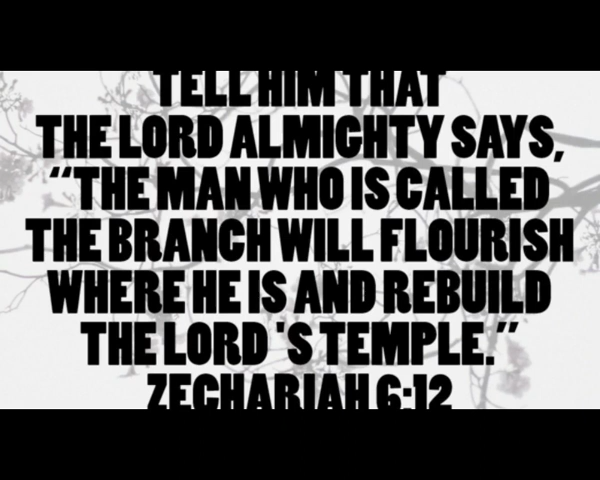 TELL HIM THAT
THE LORD ALMIGHTY SAYS,
“THE MAN WHO IS CALLED
THE BRANCH WILL FLOURISH
WHERE HE IS AND REBUILD
THE LORD 'S TEMPLE.”
ZECHARIAH 6:12